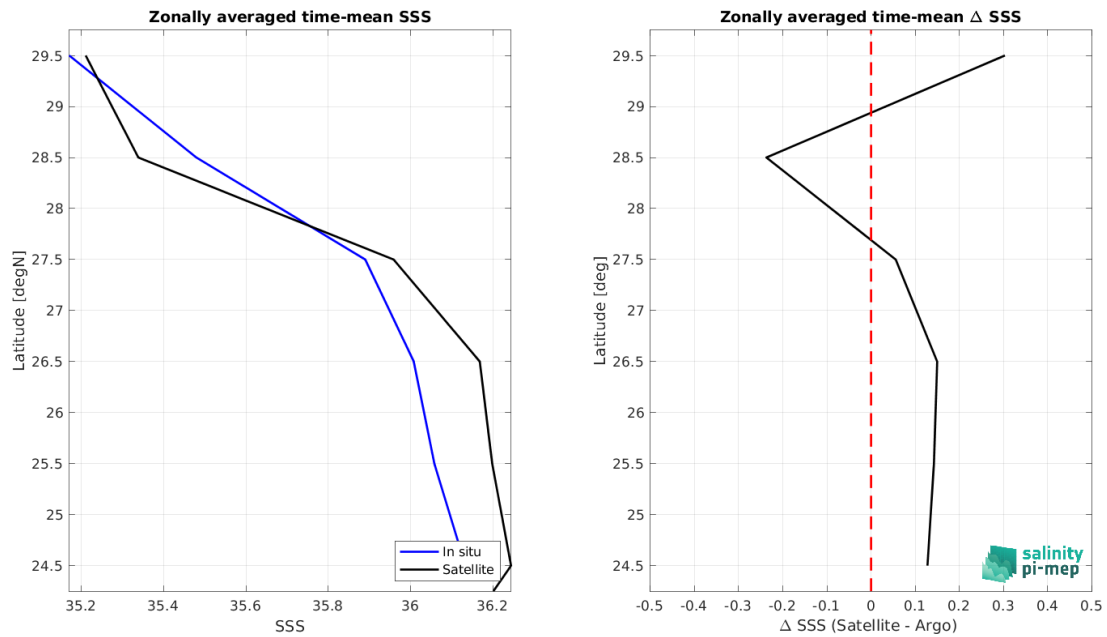 Zonally averaged time-mean SSS
29.5
29
28.5
28
27.5
27
26.5
26
25.5
25
24.5
Latitude [degN]
35.2 35.4 35.6 35.8 36 36.2
SSS
In situ
Satellite
Zonally averaged time-mean Δ SSS
29.5
29
28.5
28
27.5
27
26.5
26
25.5
25
24.5
Latitude [deg]
-0.5 -0.4 -0.3 -0.2 -0.1 0 0.1 0.2 0.3 0.4 0.5
Δ SSS (Satellite - Argo)
salinity
pi-mep